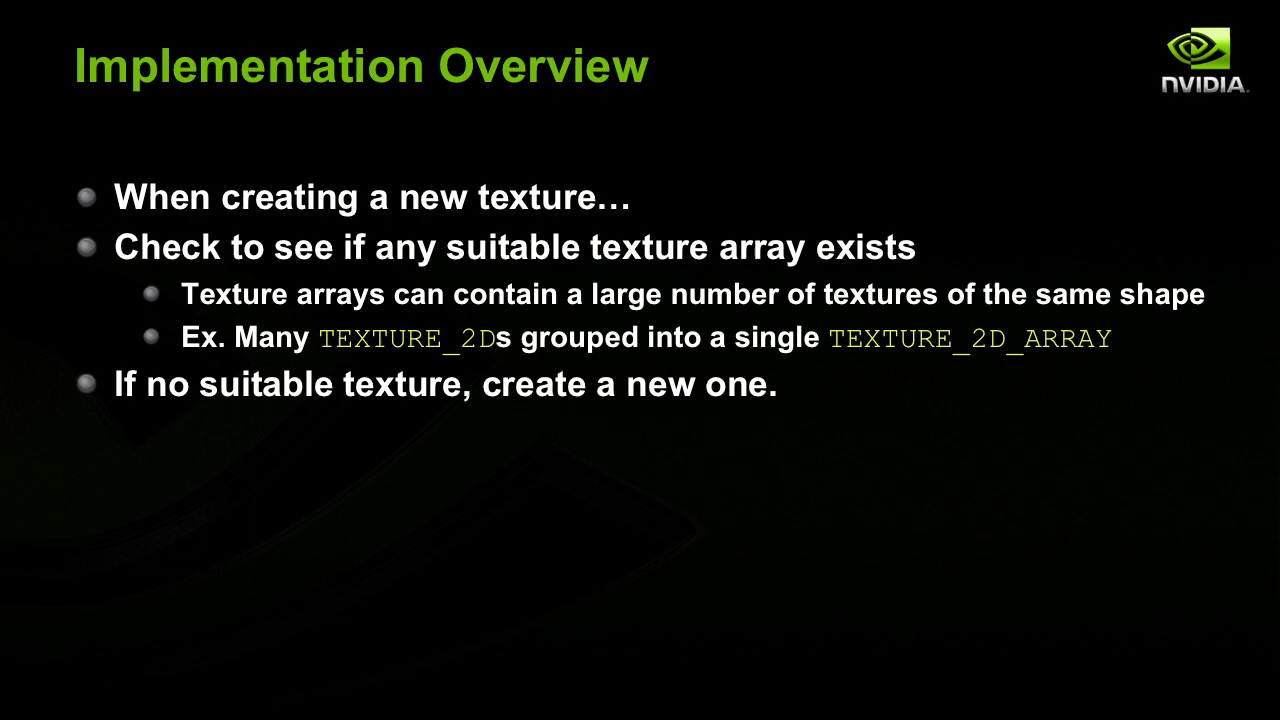 Implementation Overview
NVIDIA
When creating a new texture…
Check to see if any suitable texture array exists
Texture arrays can contain a large number of textures of the same shape
Ex. Many TEXTURE_2Ds grouped into a single TEXTURE_2D_ARRAY
If no suitable texture, create a new one.